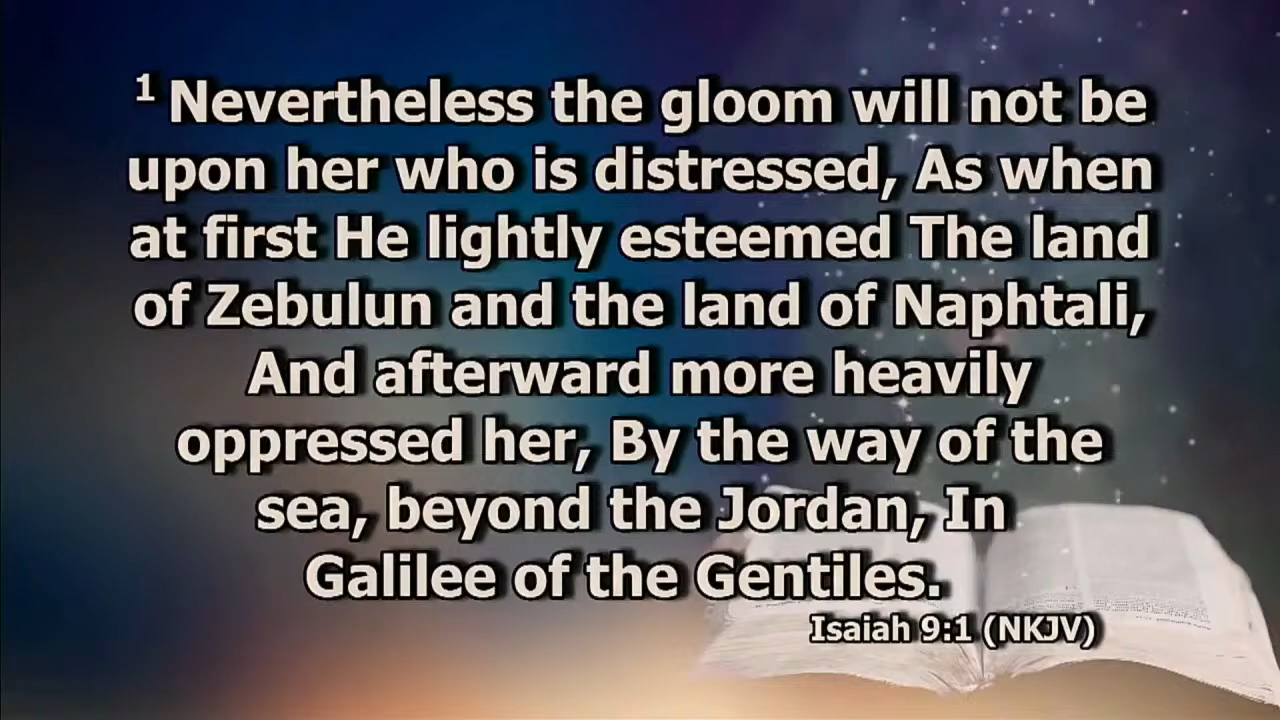 1 Nevertheless the gloom will not be
upon her who is distressed, As when
at first He lightly esteemed The land
of Zebulun and the land of Naphtali,
And afterward more heavily
oppressed her, By the way of the
sea, beyond the Jordan, In
Galilee of the Gentiles.
Isaiah 9:1 (NKJV)